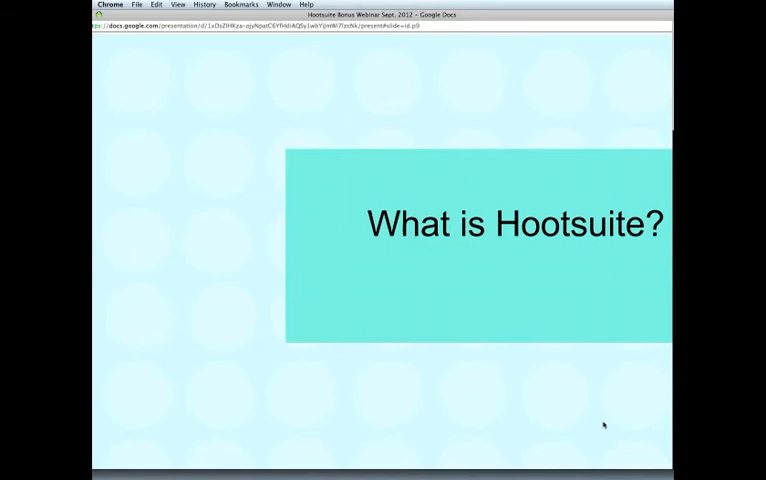 Chrome File Edit View History Bookmarks Window Help
Hootsuite Bonus Webinar Sept. 2012 – Google Docs
What is Hootsuite?